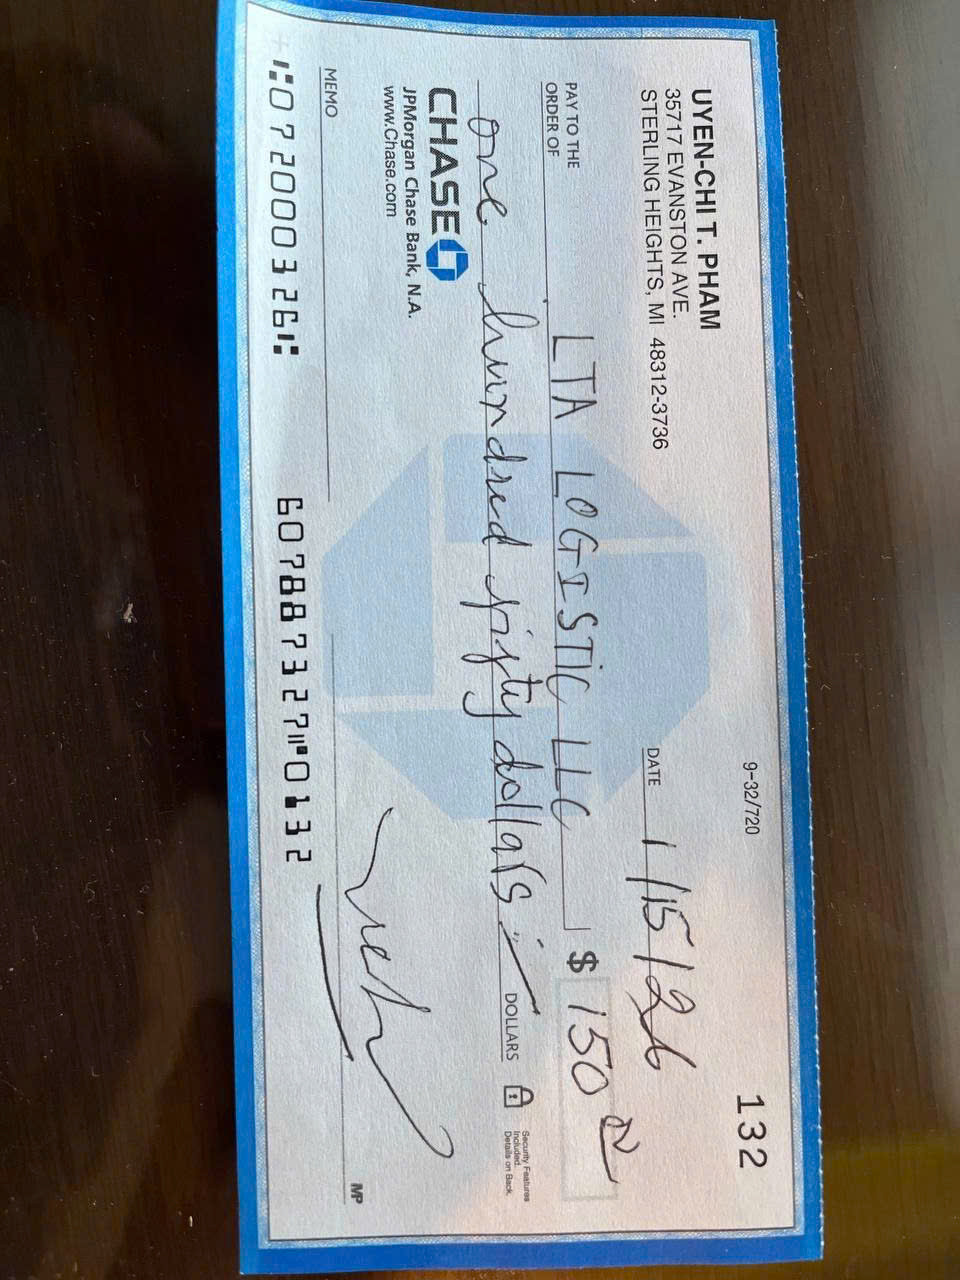 UYEN-CHI T. PHAM
35717 EVANSTON AVE.
STERLING HEIGHTS, MI 48312-3736
9-32/720
132
DATE 1/15/26
PAY TO THE
ORDER OF
LTA LOGISTIC LLC
$ 150
one hundred fifty dollars
DOLLARS
Security Features
Included.
Details on Back.
CHASE
JPMorgan Chase Bank, N.A.
www.Chase.com
MEMO
MP
⑆072000326⑆ 607887327⑈0132